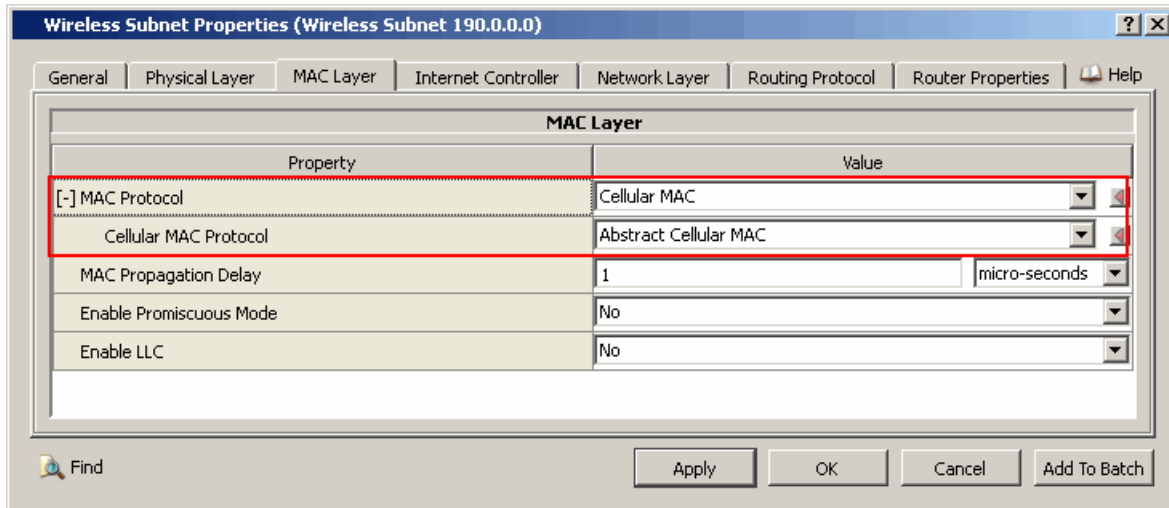 Wireless Subnet Properties (Wireless Subnet 190.0.0.0) ? X
General Physical Layer MAC Layer Internet Controller Network Layer Routing Protocol Router Properties Help
MAC Layer
Property Value
[-] MAC Protocol Cellular MAC
Cellular MAC Protocol Abstract Cellular MAC
MAC Propagation Delay 1 micro-seconds
Enable Promiscuous Mode No
Enable LLC No
Find Apply OK Cancel Add To Batch